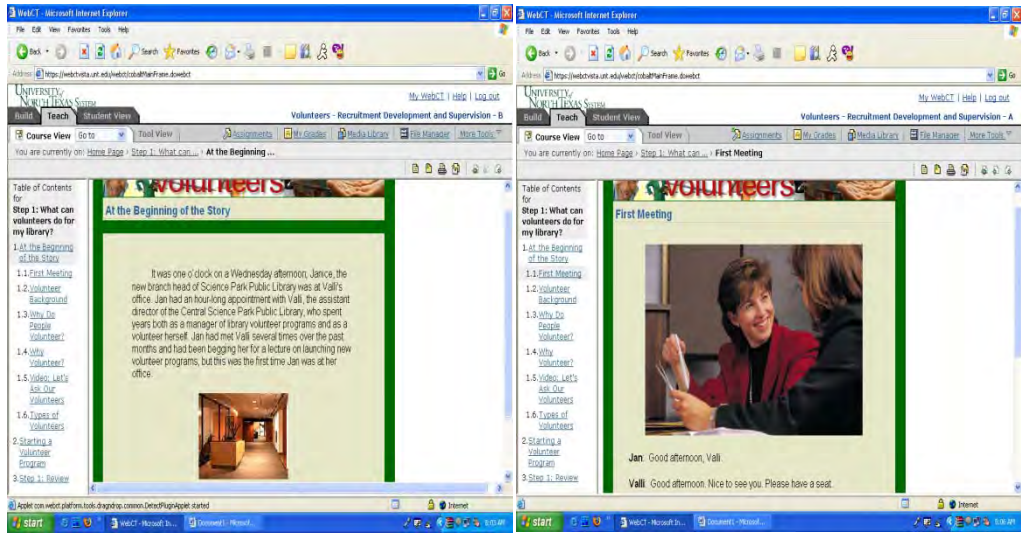 WebCT - Microsoft Internet Explorer
File Edit View Favorites Tools Help
Back Search Favorites
Address https://webctvista.unt.edu/webct/cobaltMainFrame.dowebct Go
UNIVERSITY of
NORTH TEXAS SYSTEM
My WebCT | Help | Log out
Build Teach Student View
Volunteers - Recruitment Development and Supervision - B
Course View Go to Tool View Assignments My Grades Media Library File Manager More Tools
You are currently on: Home Page › Step 1: What can ... › At the Beginning ...
Table of Contents
for
Step 1: What can
volunteers do for
my library?
1.At the Beginning
of the Story
1.1.First Meeting
1.2.Volunteer
Background
1.3.Why Do
People
Volunteer?
1.4.Why
Volunteer?
1.5.Video: Let's
Ask Our
Volunteers
1.6.Types of
Volunteers
2.Starting a
Volunteer
Program
3.Step 1: Review
Volunteers
At the Beginning of the Story
It was one o'clock on a Wednesday afternoon, Janice, the
new branch head of Science Park Public Library was at Valli's
office. Jan had an hour-long appointment with Valli, the assistant
director of the Central Science Park Public Library, who spent
years both as a manager of library volunteer programs and as a
volunteer herself. Jan had met Valli several times over the past
months and had been begging her for a lecture on launching new
volunteer programs, but this was the first time Jan was at her
office.
Applet com.webct.platform.tools.dragndrop.common.DetectPluginApplet started
Internet
start WebCT - Microsoft In... Document1 - Microsof... 8:03 AM
WebCT - Microsoft Internet Explorer
File Edit View Favorites Tools Help
Back Search Favorites
Address https://webctvista.unt.edu/webct/cobaltMainFrame.dowebct Go
UNIVERSITY of
NORTH TEXAS SYSTEM
My WebCT | Help | Log out
Build Teach Student View
Volunteers - Recruitment Development and Supervision - A
Course View Go to Tool View Assignments My Grades Media Library File Manager More Tools
You are currently on: Home Page › Step 1: What can ... › First Meeting
Table of Contents
for
Step 1: What can
volunteers do for
my library?
1.At the Beginning
of the Story
1.1.First Meeting
1.2.Volunteer
Background
1.3.Why Do
People
Volunteer?
1.4.Why
Volunteer?
1.5.Video: Let's
Ask Our
Volunteers
1.6.Types of
Volunteers
2.Starting a
Volunteer
Program
3.Step 1: Review
Volunteers
First Meeting
Jan: Good afternoon, Valli.
Valli: Good afternoon. Nice to see you. Please have a seat.
Internet
start WebCT - Microsoft In... Document1 - Microsof... 8:08 AM